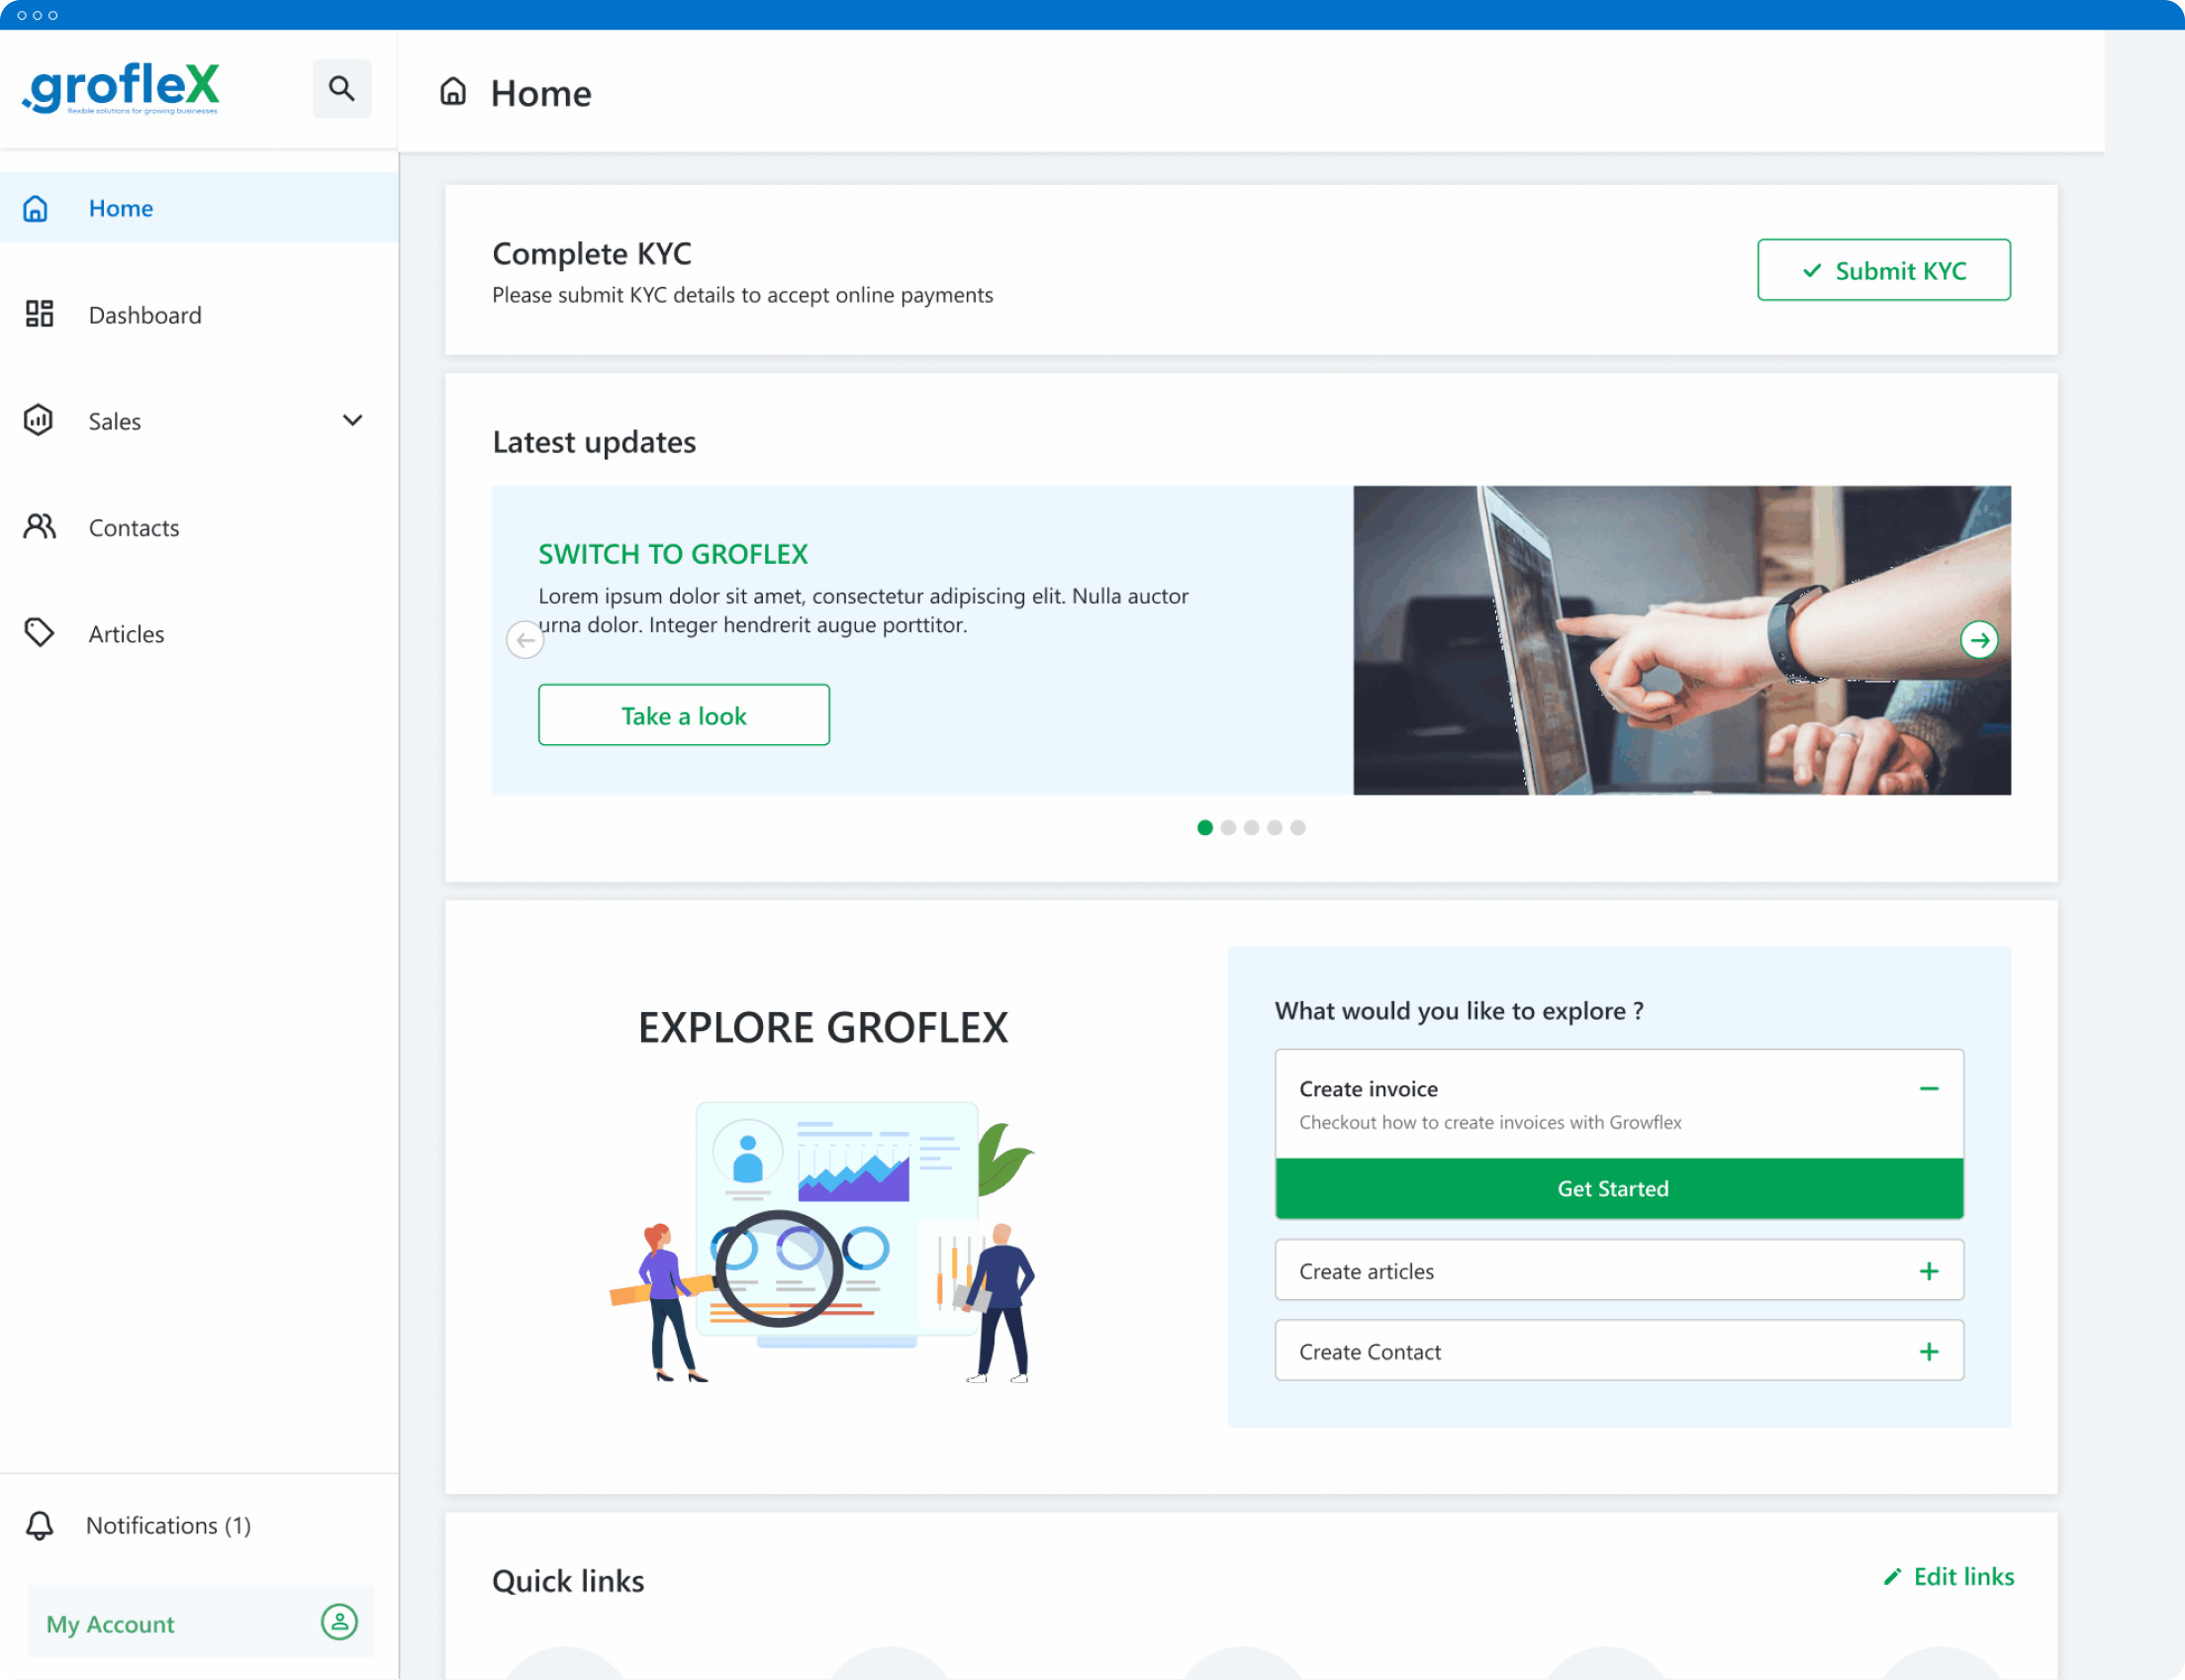 .grofleX
flexible solutions for growing businesses
Home
Home
Dashboard
Sales
Contacts
Articles
Notifications (1)
My Account
Complete KYC
Please submit KYC details to accept online payments
Submit KYC
Latest updates
SWITCH TO GROFLEX
Lorem ipsum dolor sit amet, consectetur adipiscing elit. Nulla auctor
urna dolor. Integer hendrerit augue porttitor.
Take a look
EXPLORE GROFLEX
What would you like to explore ?
Create invoice
Checkout how to create invoices with Growflex
Get Started
Create articles
Create Contact
Quick links
Edit links